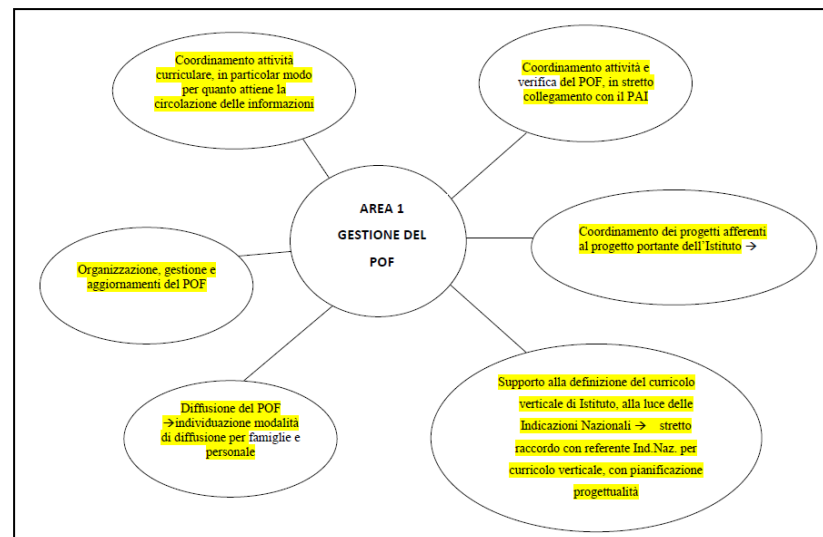 Coordinamento attività
curriculare, in particolar modo
per quanto attiene la
circolazione delle informazioni
Coordinamento attività e
verifica del POF, in stretto
collegamento con il PAI
AREA 1
GESTIONE DEL
POF
Coordinamento dei progetti afferenti
al progetto portante dell'Istituto →
Organizzazione, gestione e
aggiornamenti del POF
Diffusione del POF
→individuazione modalità
di diffusione per famiglie e
personale
Supporto alla definizione del curricolo
verticale di Istituto, alla luce delle
Indicazioni Nazionali → stretto
raccordo con referente Ind.Naz. per
curricolo verticale, con pianificazione
progettualità